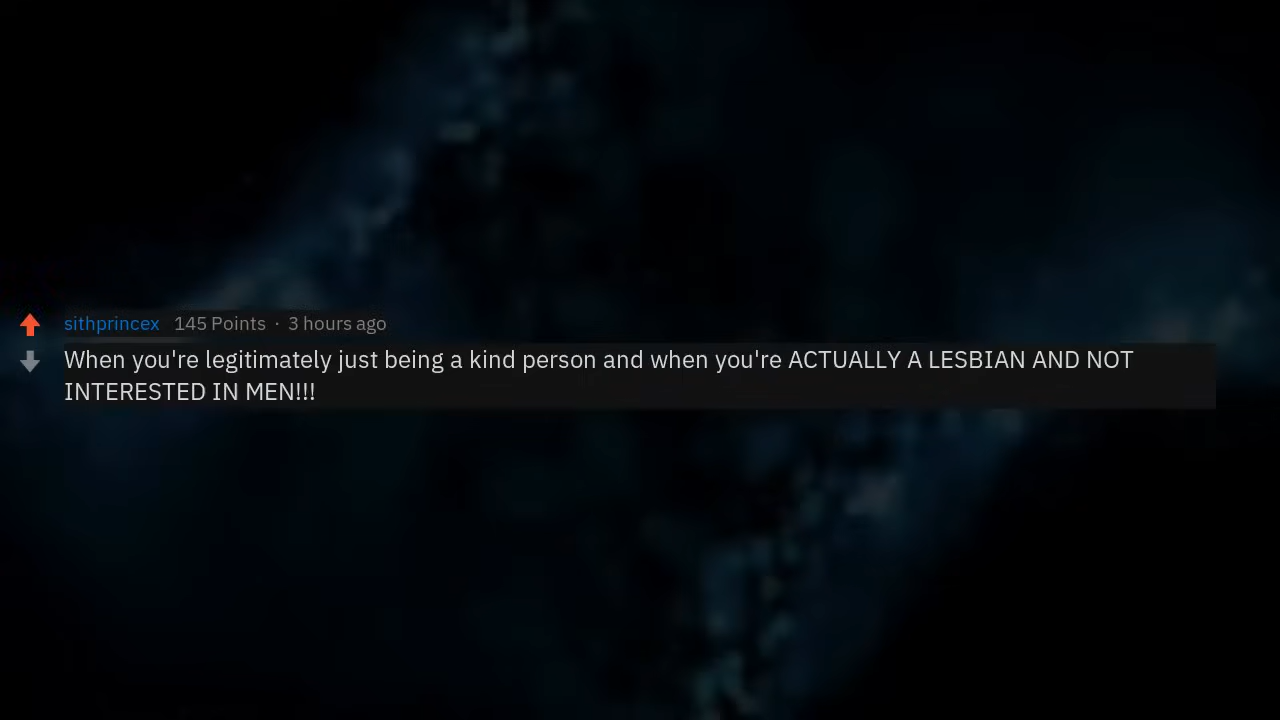 sithprincex 145 Points · 3 hours ago
When you're legitimately just being a kind person and when you're ACTUALLY A LESBIAN AND NOT
INTERESTED IN MEN!!!